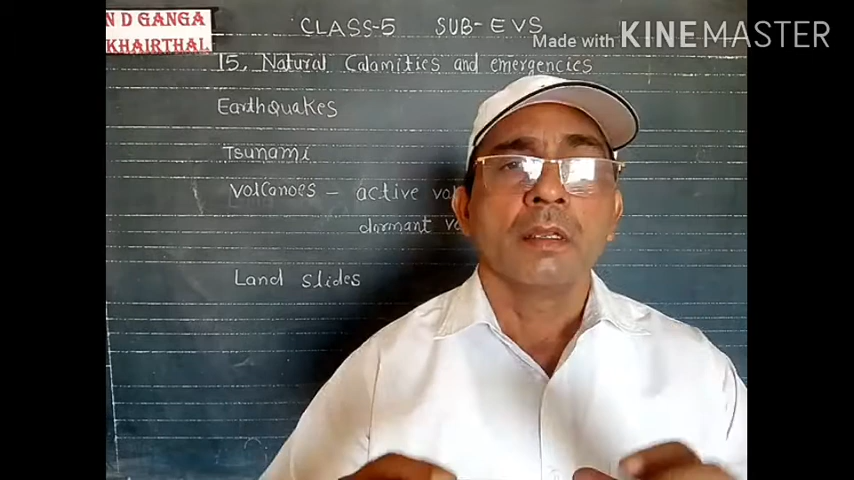 N D GANGA
KHAIRTHAL
CLASS-5 SUB- EVS
Made with KINEMASTER
15. Natural Calamities and emergencies
Earthquakes
Tsunami
Volcanoes - active
dormant
Land slides